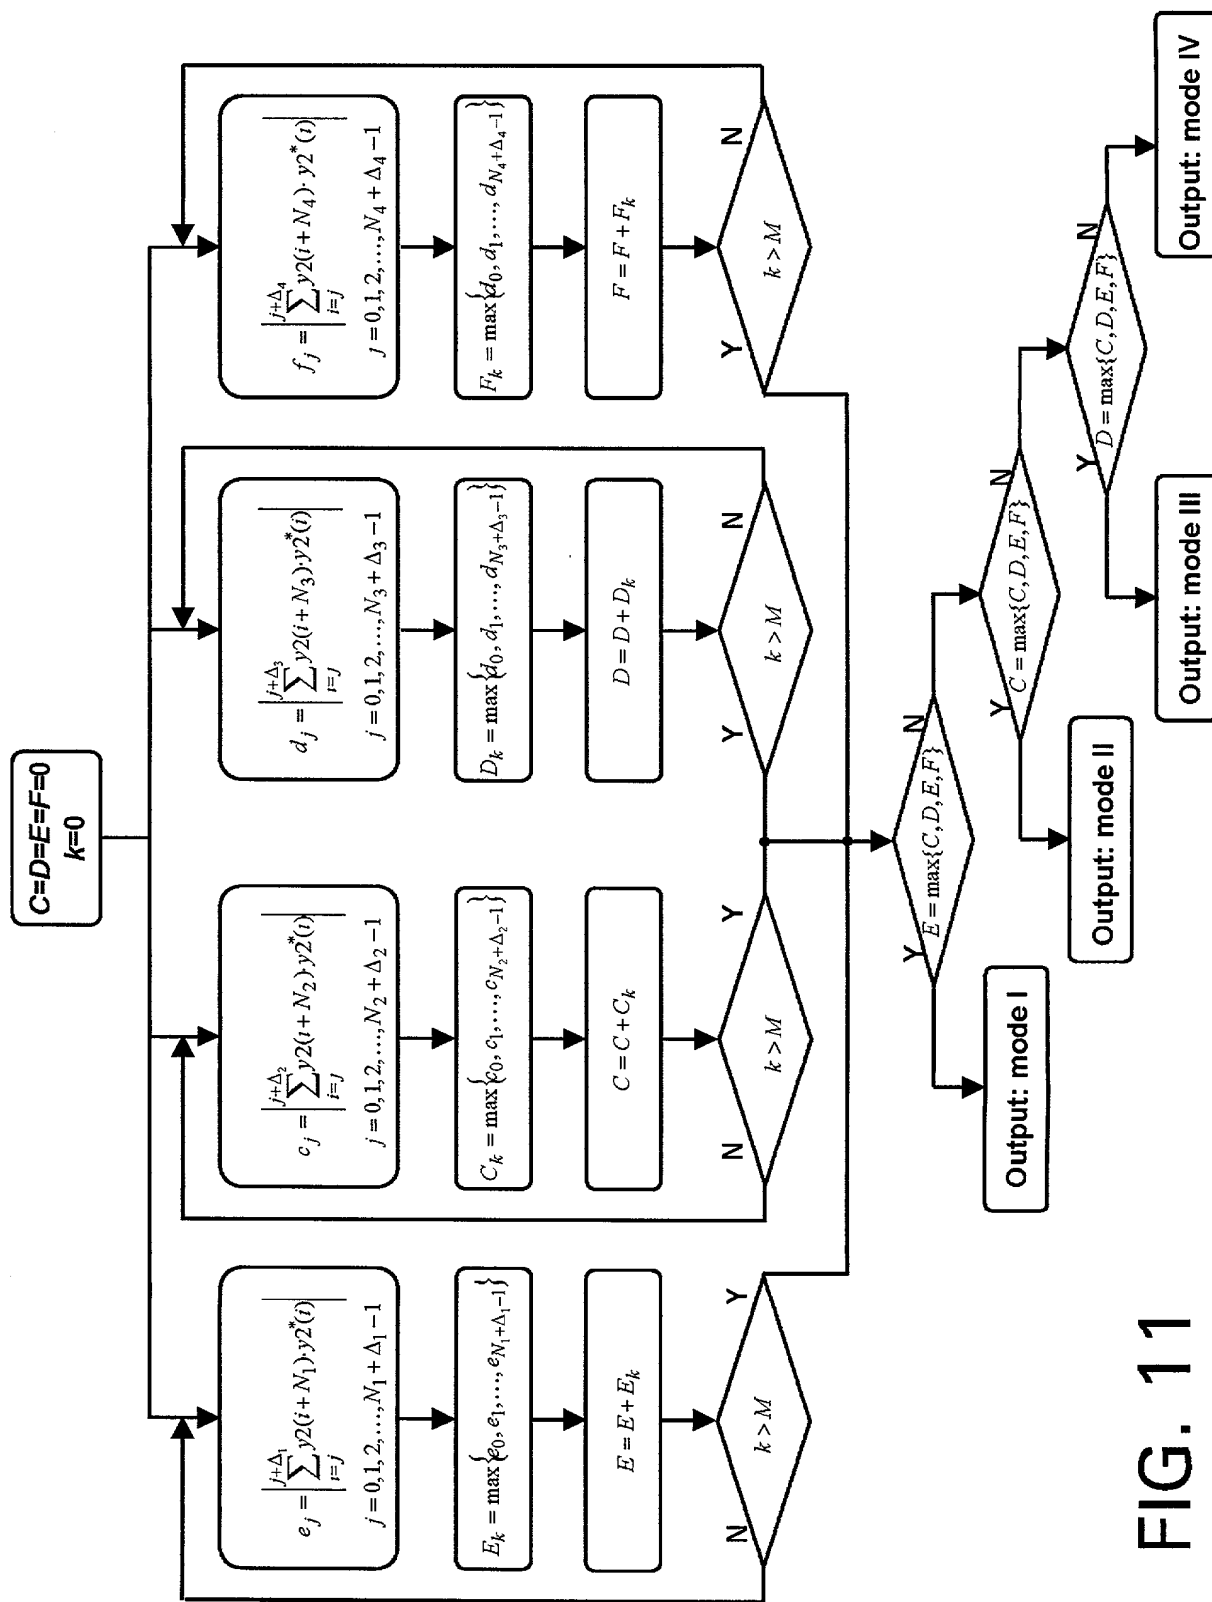 C=D=E=F=0
k=0
e_j = |∑_{i=j}^{j+Δ_1} y2(i+N_1)·y2*(i)|
j=0,1,2,...,N_1+Δ_1−1
E_k = max{e_0,e_1,...,e_{N_1+Δ_1−1}}
E = E + E_k
k > M
N
Y
c_j = |∑_{i=j}^{j+Δ_2} y2(i+N_2)·y2*(i)|
j=0,1,2,...,N_2+Δ_2−1
C_k = max{c_0,c_1,...,c_{N_2+Δ_2−1}}
C = C + C_k
k > M
N
Y
d_j = |∑_{i=j}^{j+Δ_3} y2(i+N_3)·y2*(i)|
j=0,1,2,...,N_3+Δ_3−1
D_k = max{d_0,d_1,...,d_{N_3+Δ_3−1}}
D = D + D_k
k > M
Y
N
f_j = |∑_{i=j}^{j+Δ_4} y2(i+N_4)·y2*(i)|
j=0,1,2,...,N_4+Δ_4−1
F_k = max{d_0,d_1,...,d_{N_4+Δ_4−1}}
F = F + F_k
k > M
Y
N
E = max{C,D,E,F}
Y
N
Output: mode I
C = max{C,D,E,F}
Y
N
Output: mode II
D = max{C,D,E,F}
Y
N
Output: mode III
Output: mode IV
FIG. 11